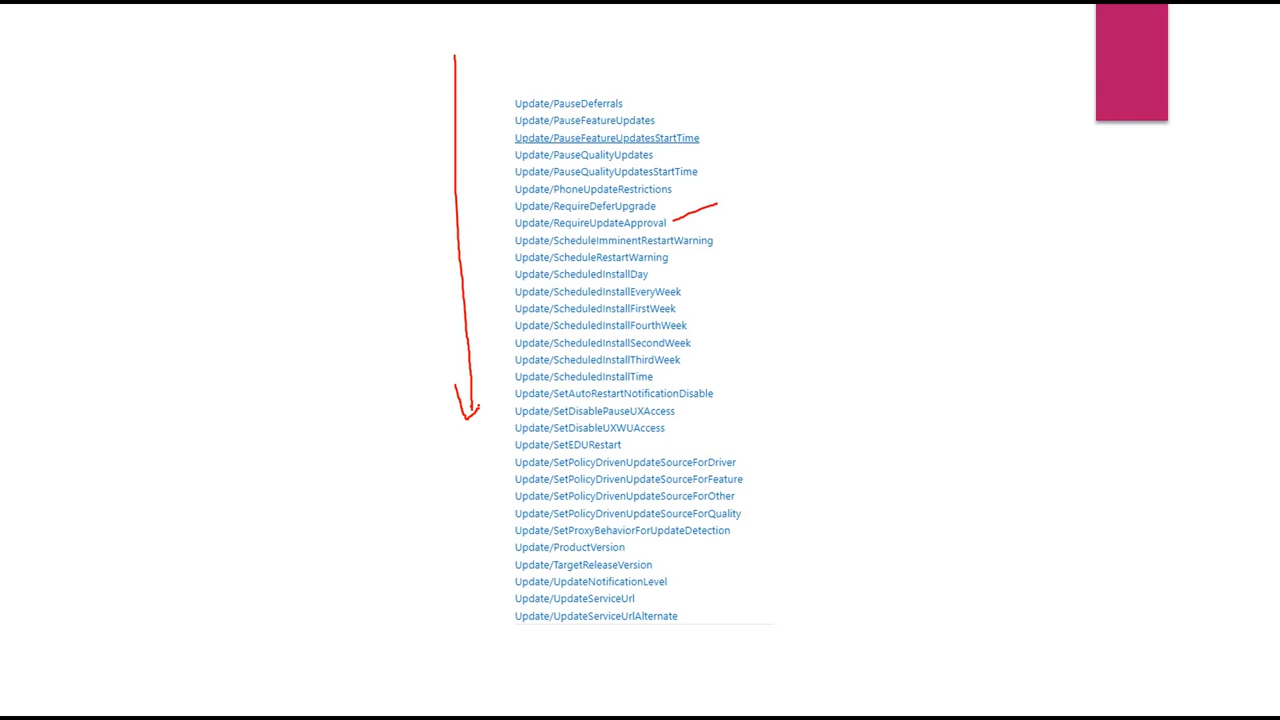 Update/PauseDeferrals
Update/PauseFeatureUpdates
Update/PauseFeatureUpdatesStartTime
Update/PauseQualityUpdates
Update/PauseQualityUpdatesStartTime
Update/PhoneUpdateRestrictions
Update/RequireDeferUpgrade
Update/RequireUpdateApproval
Update/ScheduleImminentRestartWarning
Update/ScheduleRestartWarning
Update/ScheduledInstallDay
Update/ScheduledInstallEveryWeek
Update/ScheduledInstallFirstWeek
Update/ScheduledInstallFourthWeek
Update/ScheduledInstallSecondWeek
Update/ScheduledInstallThirdWeek
Update/ScheduledInstallTime
Update/SetAutoRestartNotificationDisable
Update/SetDisablePauseUXAccess
Update/SetDisableUXWUAccess
Update/SetEDURestart
Update/SetPolicyDrivenUpdateSourceForDriver
Update/SetPolicyDrivenUpdateSourceForFeature
Update/SetPolicyDrivenUpdateSourceForOther
Update/SetPolicyDrivenUpdateSourceForQuality
Update/SetProxyBehaviorForUpdateDetection
Update/ProductVersion
Update/TargetReleaseVersion
Update/UpdateNotificationLevel
Update/UpdateServiceUrl
Update/UpdateServiceUrlAlternate